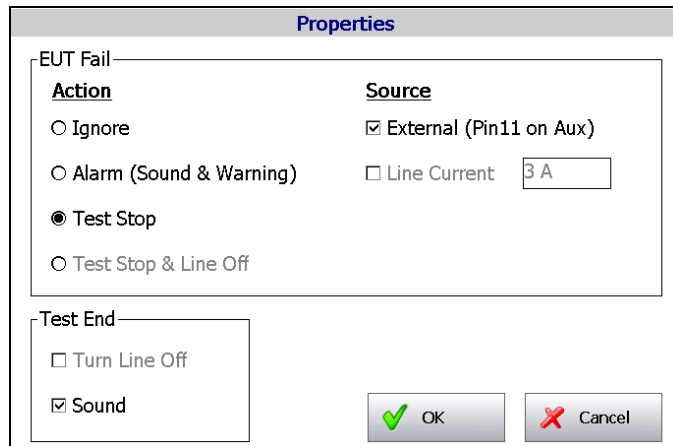 Properties
EUT Fail
Action
Source
Ignore
External (Pin11 on Aux)
Alarm (Sound & Warning)
Line Current
3 A
Test Stop
Test Stop & Line Off
Test End
Turn Line Off
Sound
OK
Cancel